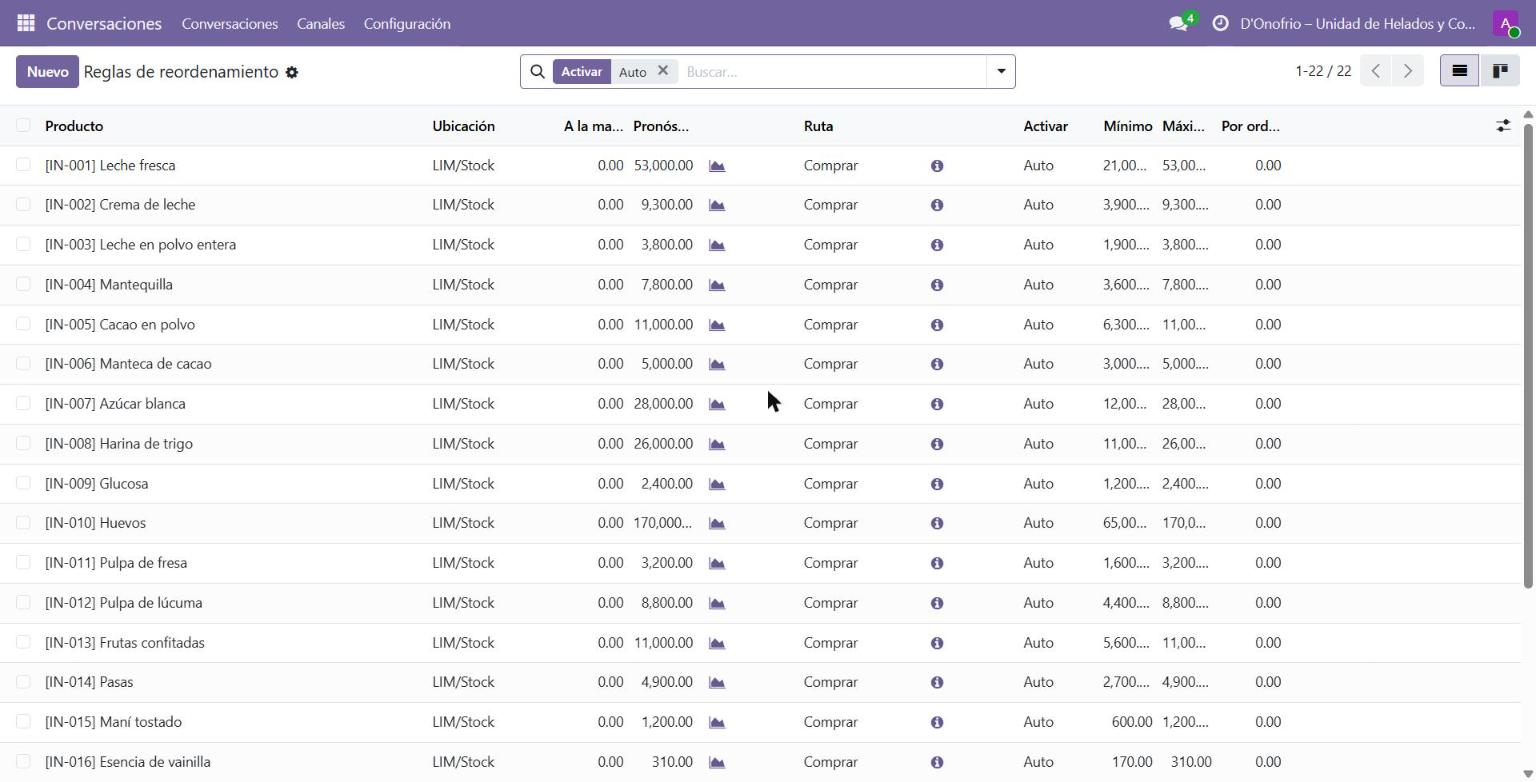 Conversaciones Conversaciones Canales Configuración 4 D'Onofrio – Unidad de Helados y Co... A
Nuevo Reglas de reordenamiento Activar Auto Buscar... 1-22 / 22
Producto Ubicación A la ma... Pronós... Ruta Activar Mínimo Máxi... Por ord...
[IN-001] Leche fresca LIM/Stock 0.00 53,000.00 Comprar Auto 21,00... 53,00... 0.00
[IN-002] Crema de leche LIM/Stock 0.00 9,300.00 Comprar Auto 3,900.... 9,300.... 0.00
[IN-003] Leche en polvo entera LIM/Stock 0.00 3,800.00 Comprar Auto 1,900.... 3,800.... 0.00
[IN-004] Mantequilla LIM/Stock 0.00 7,800.00 Comprar Auto 3,600.... 7,800.... 0.00
[IN-005] Cacao en polvo LIM/Stock 0.00 11,000.00 Comprar Auto 6,300.... 11,00... 0.00
[IN-006] Manteca de cacao LIM/Stock 0.00 5,000.00 Comprar Auto 3,000.... 5,000.... 0.00
[IN-007] Azúcar blanca LIM/Stock 0.00 28,000.00 Comprar Auto 12,00... 28,00... 0.00
[IN-008] Harina de trigo LIM/Stock 0.00 26,000.00 Comprar Auto 11,00... 26,00... 0.00
[IN-009] Glucosa LIM/Stock 0.00 2,400.00 Comprar Auto 1,200.... 2,400.... 0.00
[IN-010] Huevos LIM/Stock 0.00 170,000... Comprar Auto 65,00... 170,0... 0.00
[IN-011] Pulpa de fresa LIM/Stock 0.00 3,200.00 Comprar Auto 1,600.... 3,200.... 0.00
[IN-012] Pulpa de lúcuma LIM/Stock 0.00 8,800.00 Comprar Auto 4,400.... 8,800.... 0.00
[IN-013] Frutas confitadas LIM/Stock 0.00 11,000.00 Comprar Auto 5,600.... 11,00... 0.00
[IN-014] Pasas LIM/Stock 0.00 4,900.00 Comprar Auto 2,700.... 4,900.... 0.00
[IN-015] Maní tostado LIM/Stock 0.00 1,200.00 Comprar Auto 600.00 1,200.... 0.00
[IN-016] Esencia de vainilla LIM/Stock 0.00 310.00 Comprar Auto 170.00 310.00 0.00